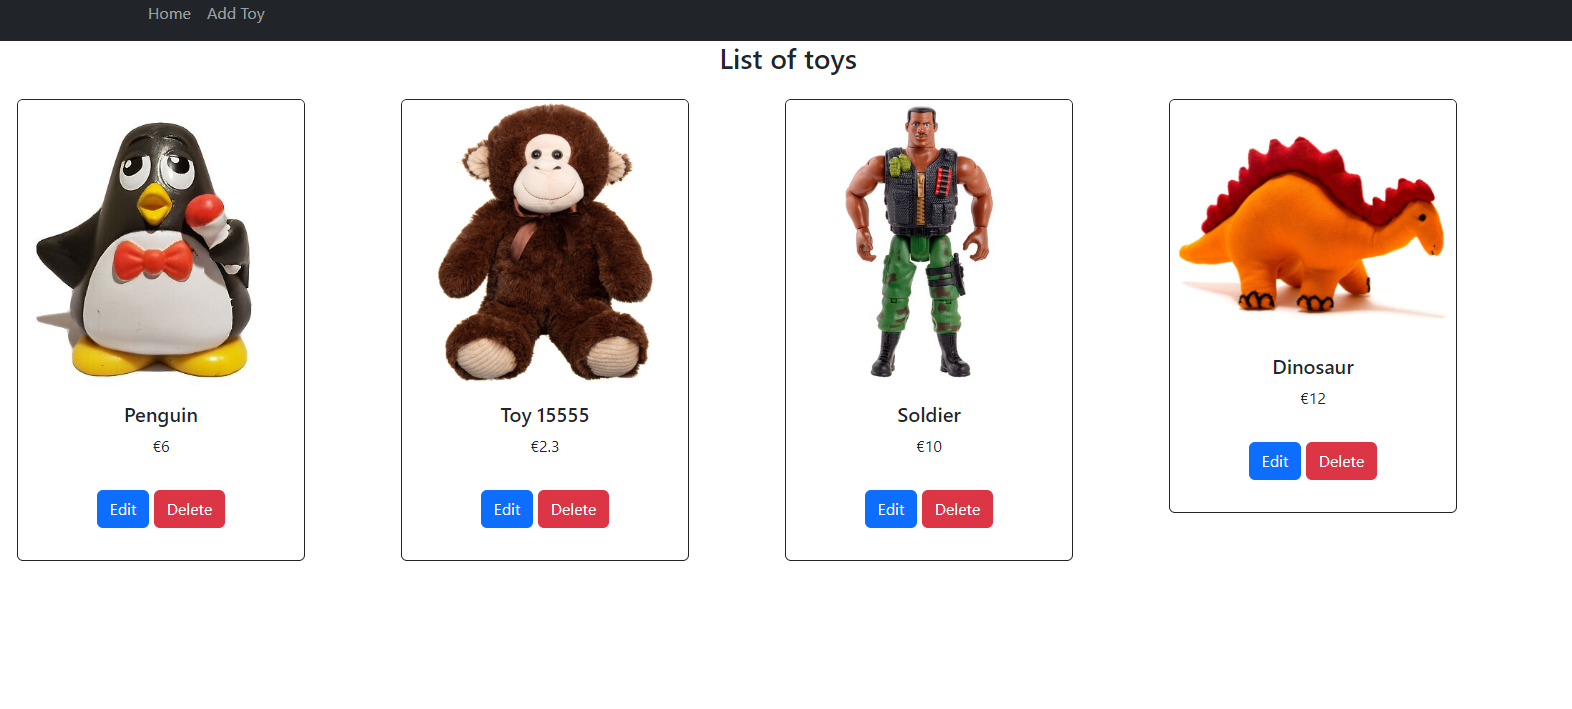 Home Add Toy
List of toys
Penguin
€6
Edit Delete
Toy 15555
€2.3
Edit Delete
Soldier
€10
Edit Delete
Dinosaur
€12
Edit Delete